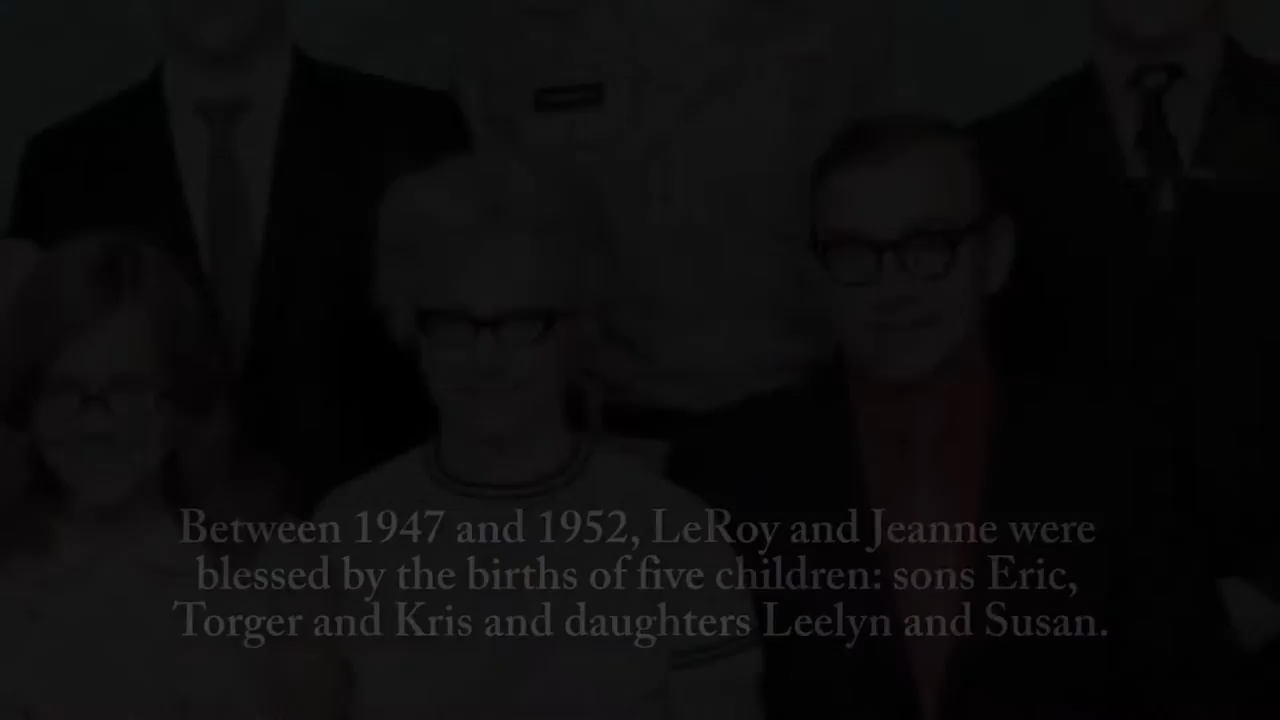 Between 1947 and 1952, LeRoy and Jeanne were
blessed by the births of five children: sons Eric,
Torger and Kris and daughters Leelyn and Susan.